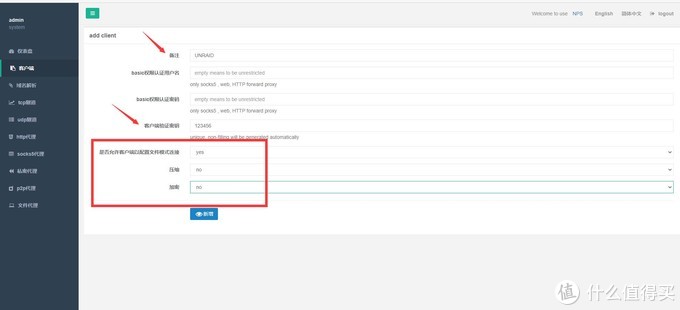 admin
system
Welcome to use NPS English 简体中文 logout
仪表盘
客户端
域名解析
tcp隧道
udp隧道
http代理
socks5代理
私密代理
p2p代理
文件代理
add client
备注 UNRAID
basic权限认证用户名 empty means to be unrestricted
only socks5 , web, HTTP forward proxy
basic权限认证密码 empty means to be unrestricted
only socks5 , web, HTTP forward proxy
客户端验证密钥 123456
unique, non-filling will be generated automatically
是否允许客户端以配置文件模式连接 yes
压缩 no
加密 no
新增
值 什么值得买